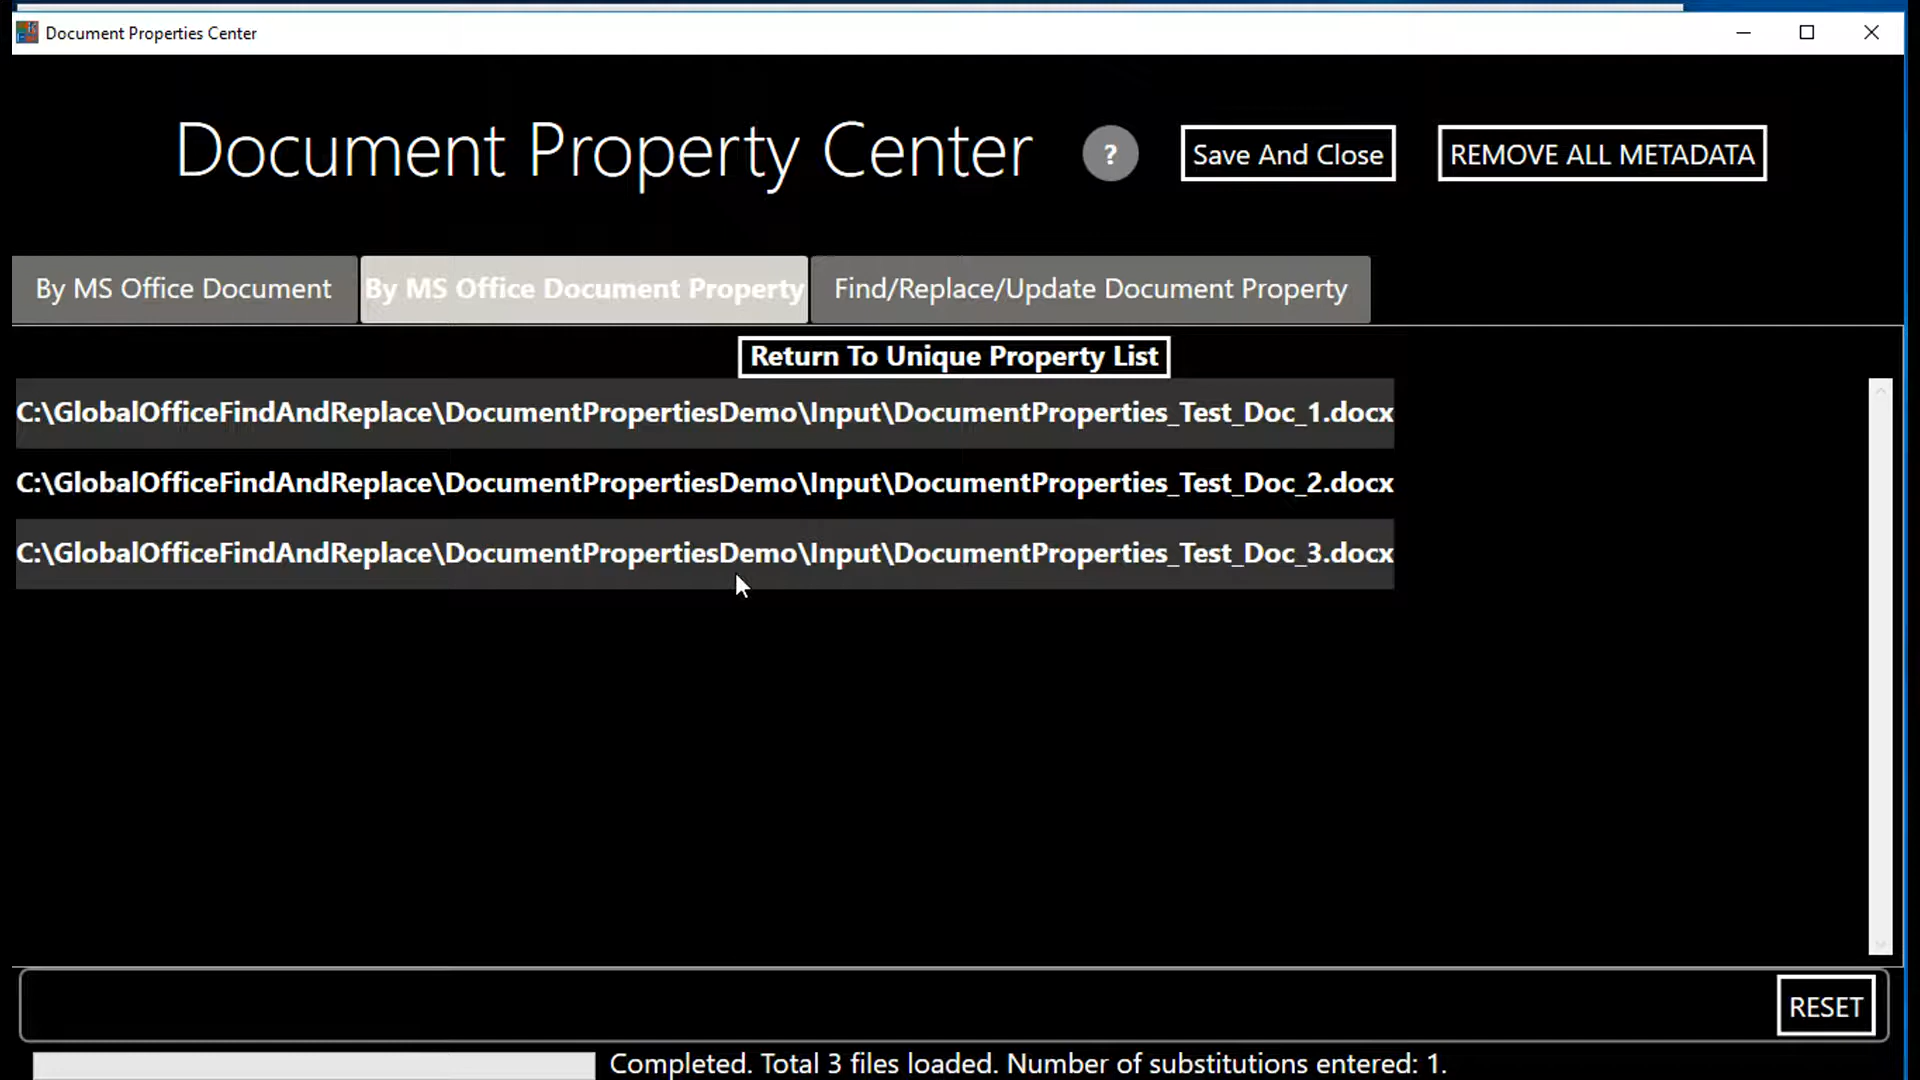 Document Properties Center
Document Property Center ? Save And Close REMOVE ALL METADATA
By MS Office Document By MS Office Document Property Find/Replace/Update Document Property
Return To Unique Property List
C:\GlobalOfficeFindAndReplace\DocumentPropertiesDemo\Input\DocumentProperties_Test_Doc_1.docx
C:\GlobalOfficeFindAndReplace\DocumentPropertiesDemo\Input\DocumentProperties_Test_Doc_2.docx
C:\GlobalOfficeFindAndReplace\DocumentPropertiesDemo\Input\DocumentProperties_Test_Doc_3.docx
RESET
Completed. Total 3 files loaded. Number of substitutions entered: 1.